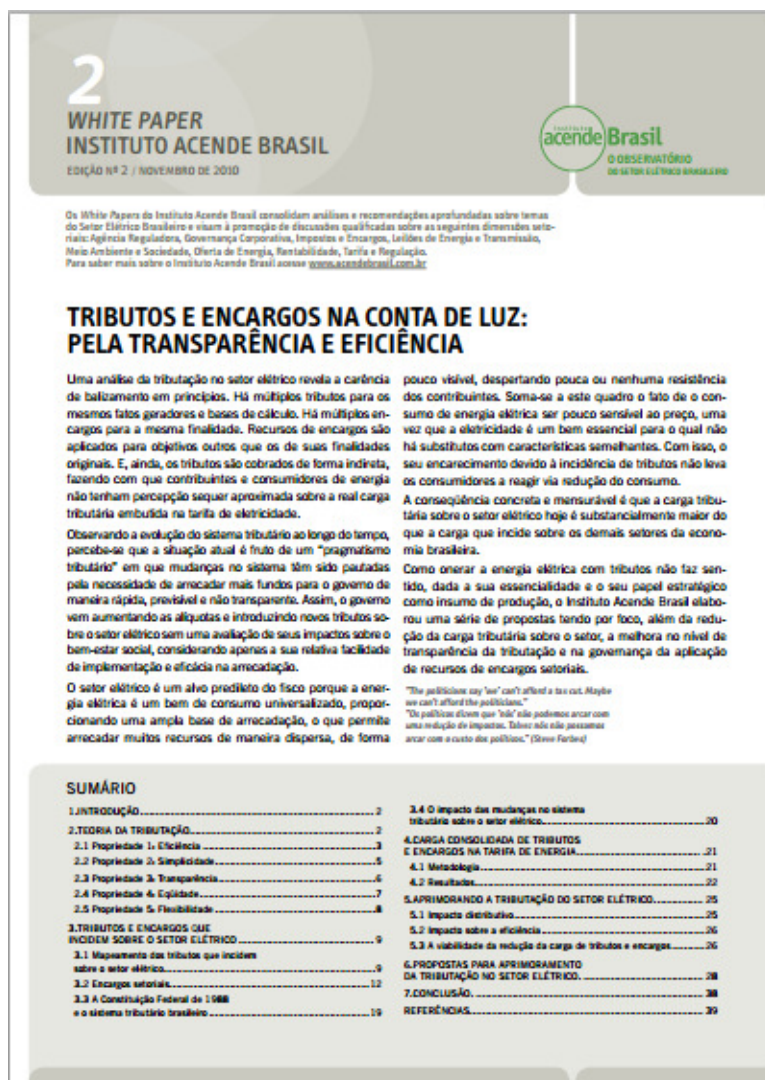 2
WHITE PAPER
INSTITUTO ACENDE BRASIL
EDIÇÃO Nº 2 / NOVEMBRO DE 2010
instituto
acende Brasil
O OBSERVATÓRIO
DO SETOR ELÉTRICO BRASILEIRO
Os White Papers do Instituto Acende Brasil consolidam análises e recomendações aprofundadas sobre temas
do Setor Elétrico Brasileiro e visam à promoção de discussões qualificadas sobre as seguintes dimensões seto-
riais: Agência Reguladora, Governança Corporativa, Impostos e Encargos, Leilões de Energia e Transmissão,
Meio Ambiente e Sociedade, Oferta de Energia, Rentabilidade, Tarifa e Regulação.
Para saber mais sobre o Instituto Acende Brasil acesse www.acendebrasil.com.br
TRIBUTOS E ENCARGOS NA CONTA DE LUZ:
PELA TRANSPARÊNCIA E EFICIÊNCIA
Uma análise da tributação no setor elétrico revela a carência
de balizamento em princípios. Há múltiplos tributos para os
mesmos fatos geradores e bases de cálculo. Há múltiplos en-
cargos para a mesma finalidade. Recursos de encargos são
aplicados para objetivos outros que os de suas finalidades
originais. E, ainda, os tributos são cobrados de forma indireta,
fazendo com que contribuintes e consumidores de energia
não tenham percepção sequer aproximada sobre a real carga
tributária embutida na tarifa de eletricidade.
Observando a evolução do sistema tributário ao longo do tempo,
percebe-se que a situação atual é fruto de um “pragmatismo
tributário” em que mudanças no sistema têm sido pautadas
pela necessidade de arrecadar mais fundos para o governo de
maneira rápida, previsível e não transparente. Assim, o governo
vem aumentando as alíquotas e introduzindo novos tributos so-
bre o setor elétrico sem uma avaliação de seus impactos sobre o
bem-estar social, considerando apenas a sua relativa facilidade
de implementação e eficácia na arrecadação.
O setor elétrico é um alvo predileto do fisco porque a ener-
gia elétrica é um bem de consumo universalizado, propor-
cionando uma ampla base de arrecadação, o que permite
arrecadar muitos recursos de maneira dispersa, de forma
pouco visível, despertando pouca ou nenhuma resistência
dos contribuintes. Soma-se a este quadro o fato de o con-
sumo de energia elétrica ser pouco sensível ao preço, uma
vez que a eletricidade é um bem essencial para o qual não
há substitutos com características semelhantes. Com isso, o
seu encarecimento devido à incidência de tributos não leva
os consumidores a reagir via redução do consumo.
A conseqüência concreta e mensurável é que a carga tribu-
tária sobre o setor elétrico hoje é substancialmente maior do
que a carga que incide sobre os demais setores da econo-
mia brasileira.
Como onerar a energia elétrica com tributos não faz sen-
tido, dada a sua essencialidade e o seu papel estratégico
como insumo de produção, o Instituto Acende Brasil elabo-
rou uma série de propostas tendo por foco, além da redu-
ção da carga tributária sobre o setor, a melhora no nível de
transparência da tributação e na governança da aplicação
de recursos de encargos setoriais.
"The politicians say 'we' can't afford a tax cut. Maybe
we can't afford the politicians."
"Os políticos dizem que 'nós' não podemos arcar com
uma redução de impostos. Talvez nós não possamos
arcar com o custo dos políticos." (Steve Forbes)
SUMÁRIO
1.INTRODUÇÃO 2
2.TEORIA DA TRIBUTAÇÃO 2
2.1 Propriedade 1: Eficiência 3
2.2 Propriedade 2: Simplicidade 5
2.3 Propriedade 3: Transparência 6
2.4 Propriedade 4: Eqüidade 7
2.5 Propriedade 5: Flexibilidade 8
3.TRIBUTOS E ENCARGOS QUE
INCIDEM SOBRE O SETOR ELÉTRICO 9
3.1 Mapeamento dos tributos que incidem
sobre o setor elétrico 9
3.2 Encargos setoriais 12
3.3 A Constituição Federal de 1988
e o sistema tributário brasileiro 19
3.4 O impacto das mudanças no sistema
tributário sobre o setor elétrico 20
4.CARGA CONSOLIDADA DE TRIBUTOS
E ENCARGOS NA TARIFA DE ENERGIA 21
4.1 Metodologia 21
4.2 Resultados 22
5.APRIMORANDO A TRIBUTAÇÃO DO SETOR ELÉTRICO 25
5.1 Impacto distributivo 25
5.2 Impacto sobre a eficiência 26
5.3 A viabilidade da redução da carga de tributos e encargos 26
6.PROPOSTAS PARA APRIMORAMENTO
DA TRIBUTAÇÃO NO SETOR ELÉTRICO. 28
7.CONCLUSÃO. 38
REFERÊNCIAS 39